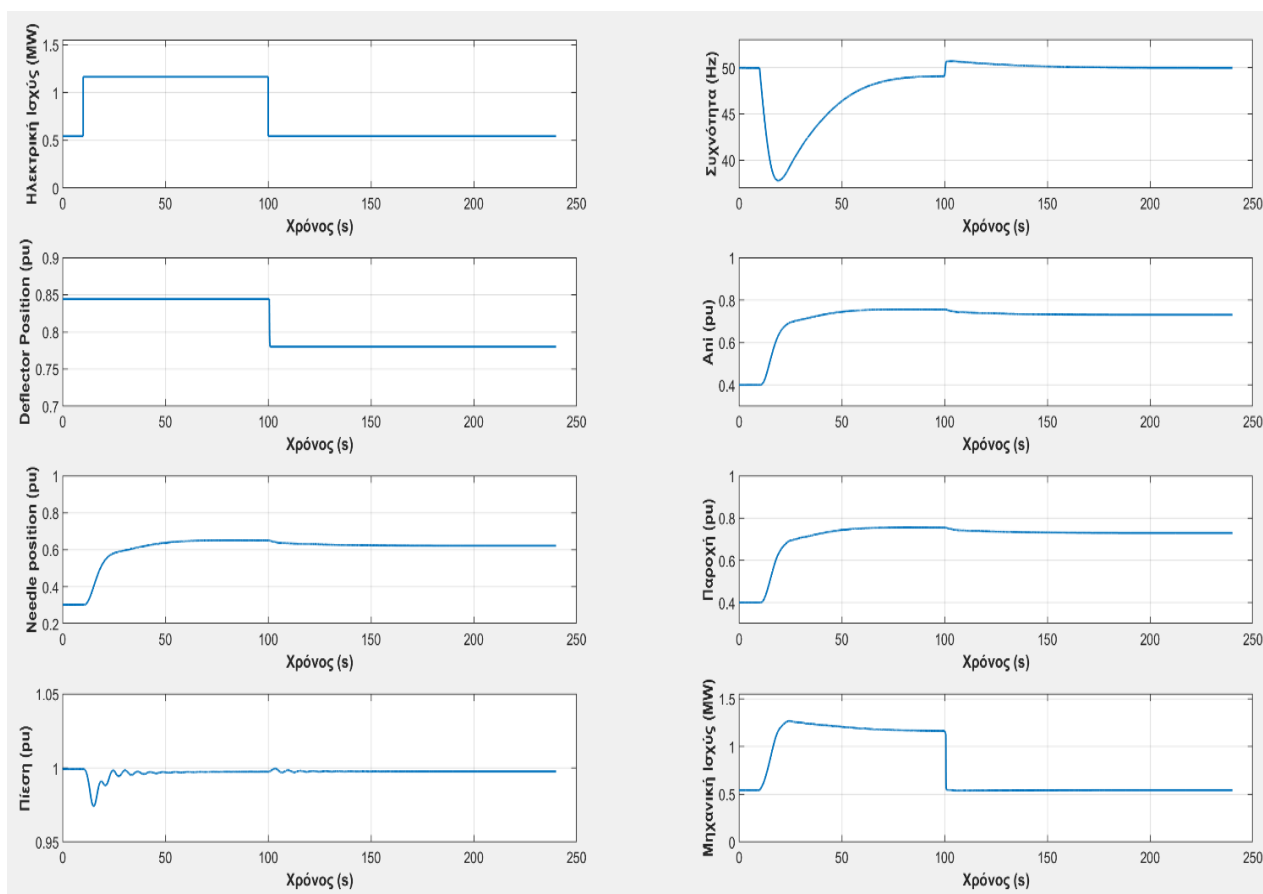 Ηλεκτρική Ισχύς (MW)
1.5
1
0.5
0
0 50 100 150 200 250
Χρόνος (s)
Συχνότητα (Hz)
50
45
40
0 50 100 150 200 250
Χρόνος (s)
Deflector Position (pu)
0.9
0.85
0.8
0.75
0.7
0 50 100 150 200 250
Χρόνος (s)
Ani (pu)
1
0.8
0.6
0.4
0 50 100 150 200 250
Χρόνος (s)
Needle position (pu)
1
0.8
0.6
0.4
0.2
0 50 100 150 200 250
Χρόνος (s)
Παροχή (pu)
1
0.8
0.6
0.4
0 50 100 150 200 250
Χρόνος (s)
Πίεση (pu)
1.05
1
0.95
0 50 100 150 200 250
Χρόνος (s)
Μηχανική Ισχύς (MW)
1.5
1
0.5
0
0 50 100 150 200 250
Χρόνος (s)